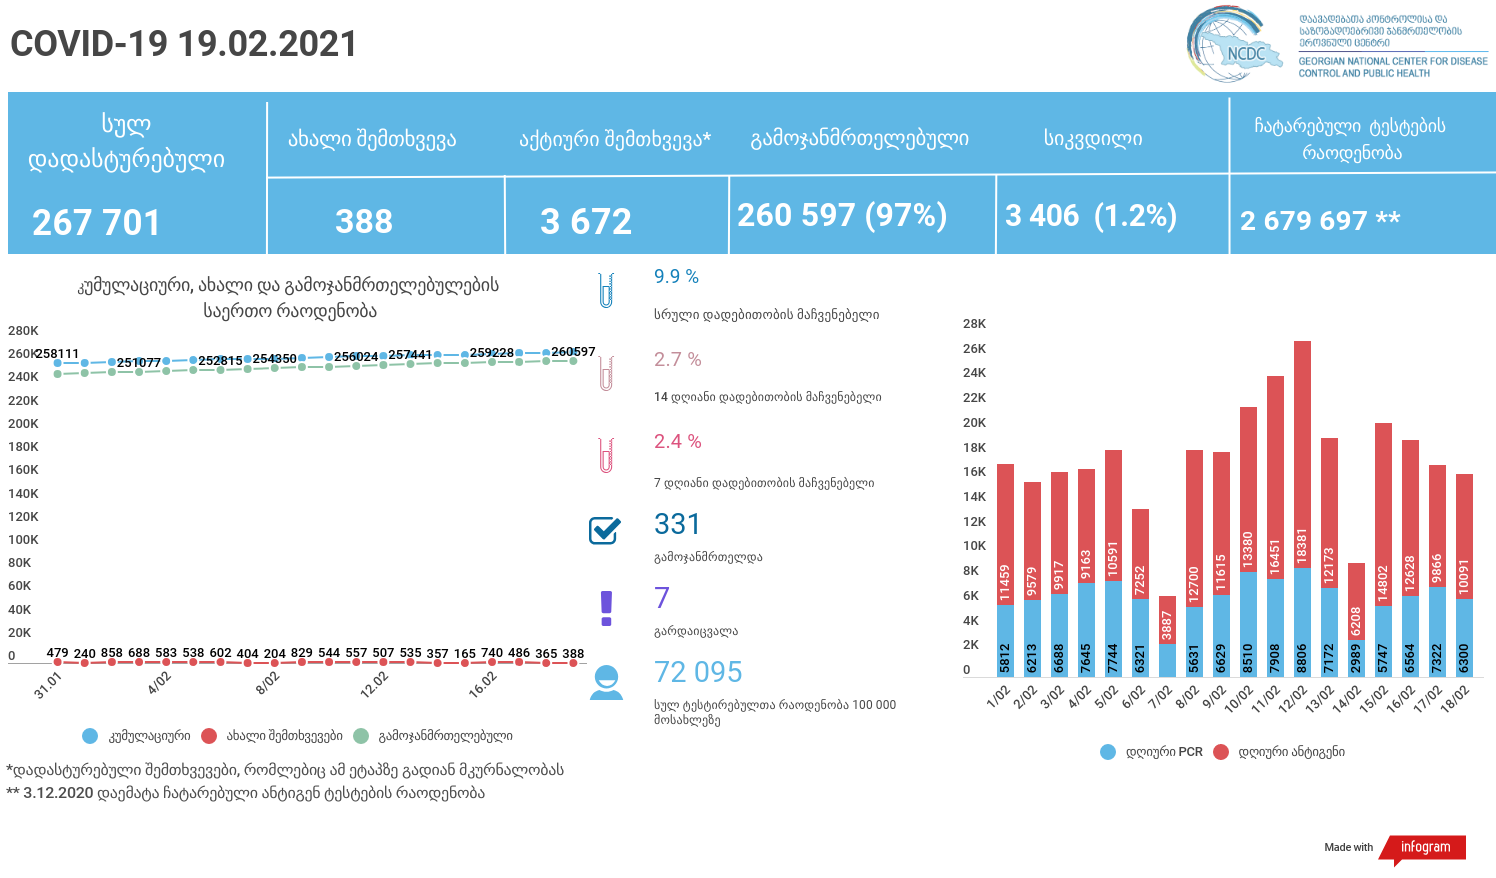 COVID-19 19.02.2021
დაავადებათა კონტროლისა და
საზოგადოებრივი ჯანმრთელობის
ეროვნული ცენტრი
NCDC
GEORGIAN NATIONAL CENTER FOR DISEASE
CONTROL AND PUBLIC HEALTH
სულ
დადასტურებული
267 701
ახალი შემთხვევა
388
აქტიური შემთხვევა*
3 672
გამოჯანმრთელებული
260 597 (97%)
სიკვდილი
3 406 (1.2%)
ჩატარებული ტესტების
რაოდენობა
2 679 697 **
კუმულაციური, ახალი და გამოჯანმრთელებულების
საერთო რაოდენობა
280K
260K
240K
220K
200K
180K
160K
140K
120K
100K
80K
60K
40K
20K
0
258111 251077 252815 254350 256024 257441 259228 260597
479 240 858 688 583 538 602 404 204 829 544 557 507 535 357 165 740 486 365 388
31.01 4/02 8/02 12.02 16.02
კუმულაციური ახალი შემთხვევები გამოჯანმრთელებული
*დადასტურებული შემთხვევები, რომლებიც ამ ეტაპზე გადიან მკურნალობას
** 3.12.2020 დაემატა ჩატარებული ანტიგენ ტესტების რაოდენობა
9.9 %
სრული დადებითობის მაჩვენებელი
2.7 %
14 დღიანი დადებითობის მაჩვენებელი
2.4 %
7 დღიანი დადებითობის მაჩვენებელი
331
გამოჯანმრთელდა
7
გარდაიცვალა
72 095
სულ ტესტირებულთა რაოდენობა 100 000
მოსახლეზე
28K
26K
24K
22K
20K
18K
16K
14K
12K
10K
8K
6K
4K
2K
0
11459 9579 9917 9163 10591 7252 3887 12700 11615 13380 16451 18381 12173 6208 14802 12628 9866 10091
5812 6213 6688 7645 7744 6321 5631 6629 8510 7908 8806 7172 2989 5747 6564 7322 6300
1/02 2/02 3/02 4/02 5/02 6/02 7/02 8/02 9/02 10/02 11/02 12/02 13/02 14/02 15/02 16/02 17/02 18/02
დღიური PCR დღიური ანტიგენი
Made with infogram